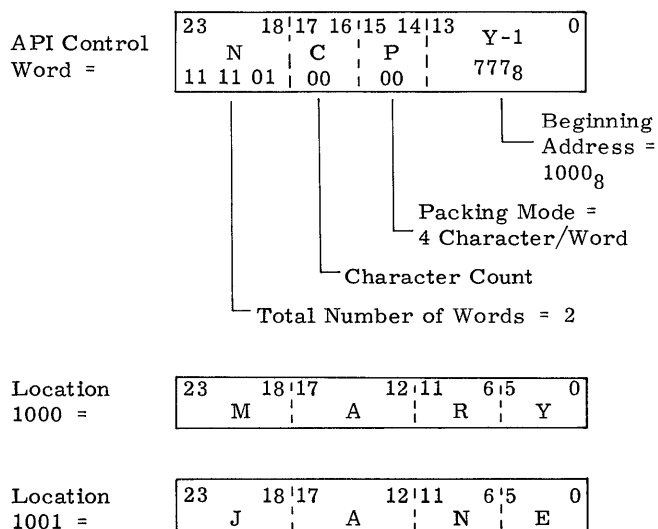 API Control
Word =
23 18 17 16 15 14 13 Y-1 0
N C P
11 11 01 00 00 777₈
Beginning
Address =
1000₈
Packing Mode =
4 Character/Word
Character Count
Total Number of Words = 2
Location
1000 =
23 18 17 12 11 6 5 0
M A R Y
Location
1001 =
23 18 17 12 11 6 5 0
J A N E